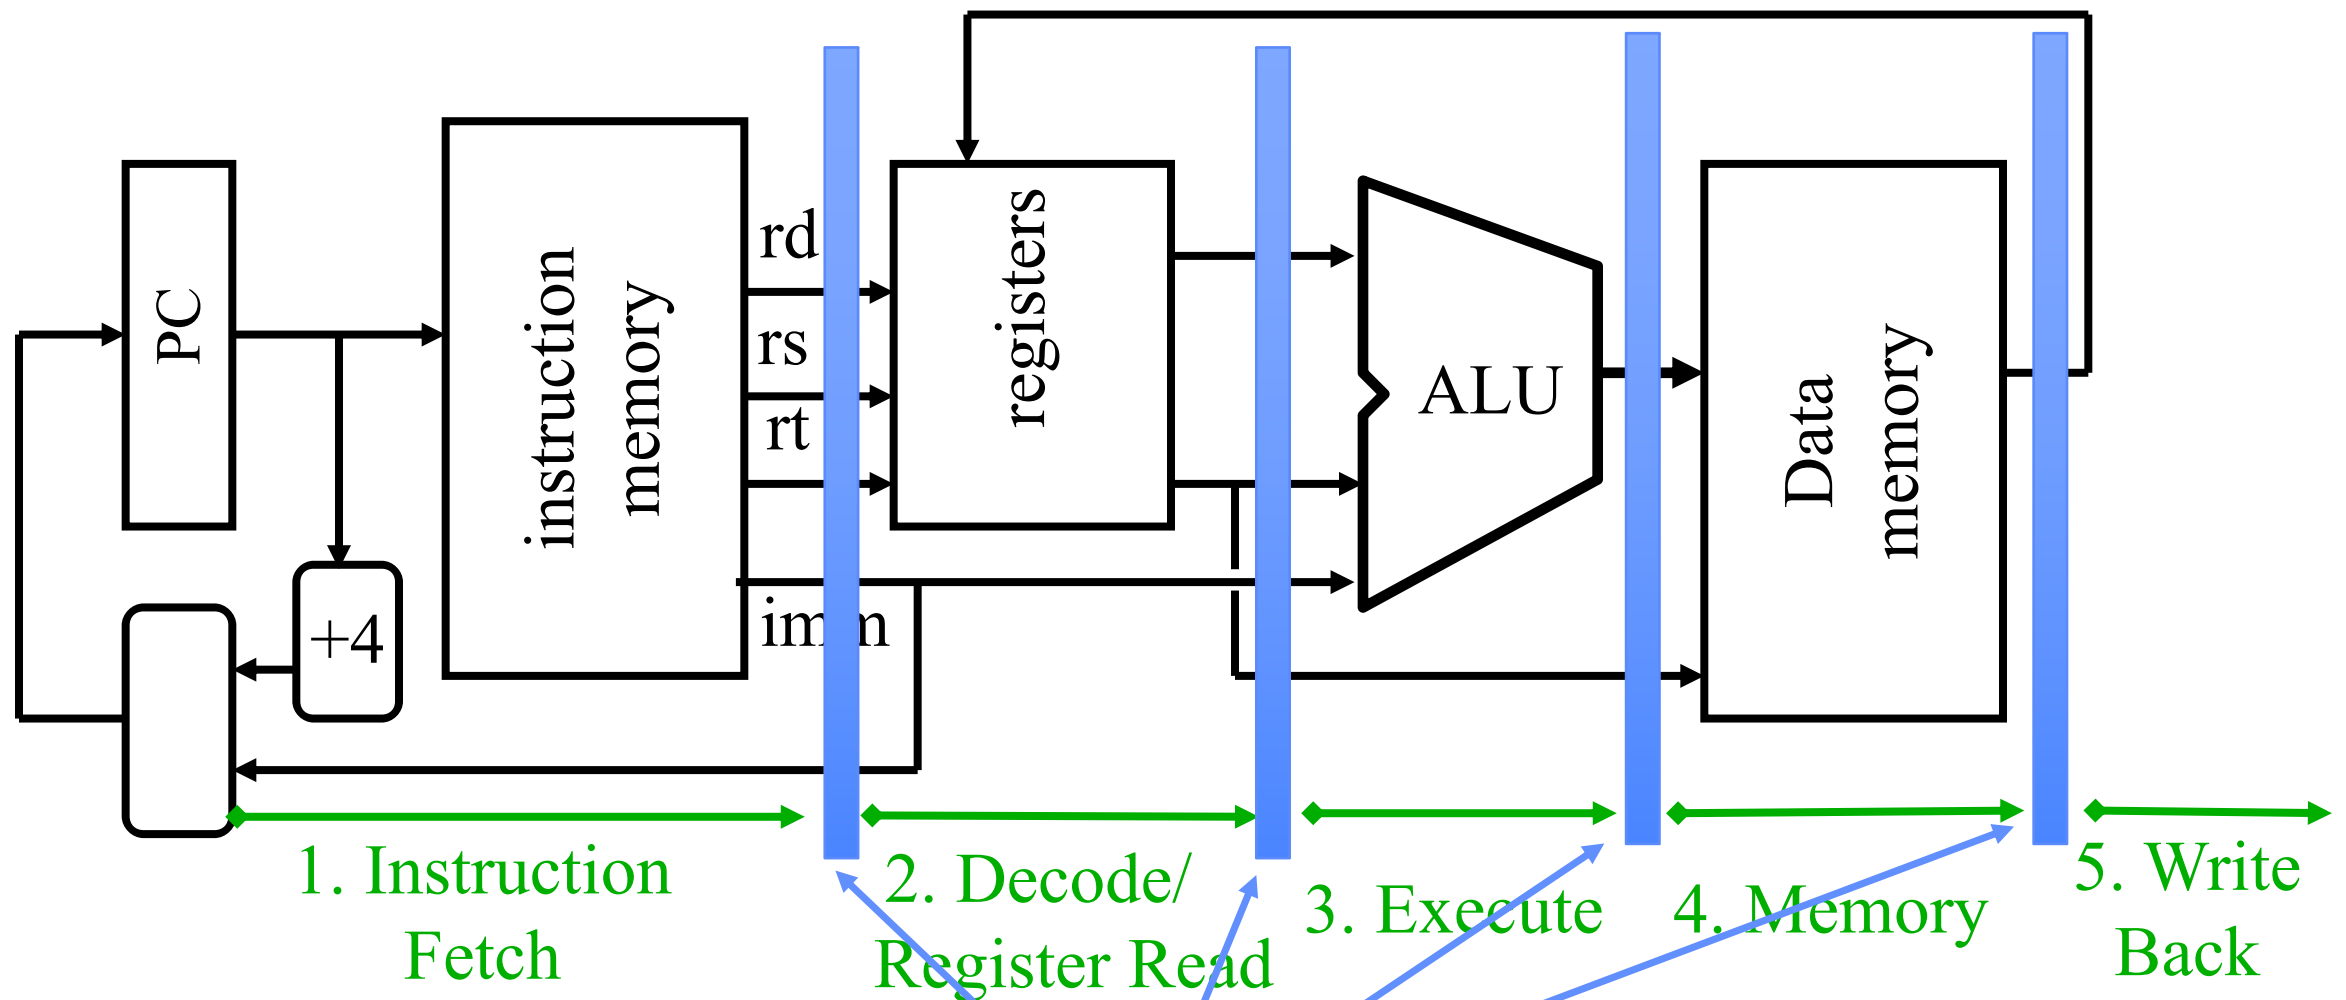 PC
+4
instruction
memory
rd
rs
rt
imm
registers
ALU
Data
memory
1. Instruction
Fetch
2. Decode/
Register Read
3. Execute
4. Memory
5. Write
Back